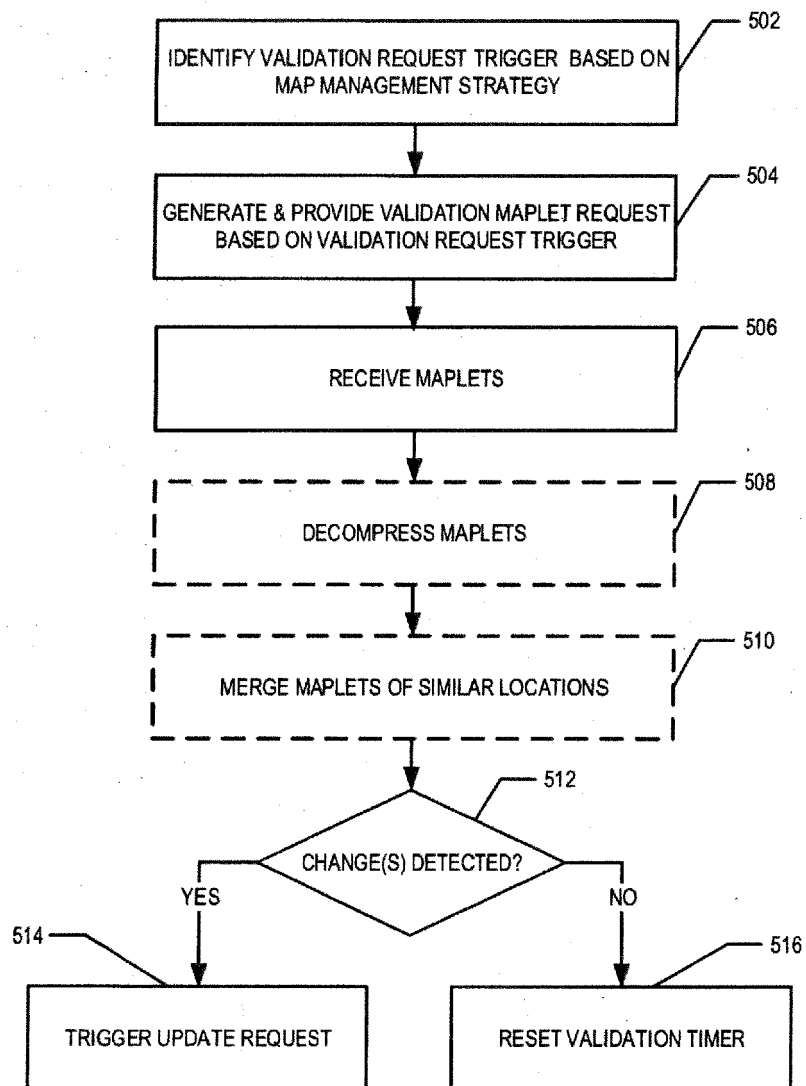 502
IDENTIFY VALIDATION REQUEST TRIGGER BASED ON
MAP MANAGEMENT STRATEGY
504
GENERATE & PROVIDE VALIDATION MAPLET REQUEST
BASED ON VALIDATION REQUEST TRIGGER
506
RECEIVE MAPLETS
508
DECOMPRESS MAPLETS
510
MERGE MAPLETS OF SIMILAR LOCATIONS
512
CHANGE(S) DETECTED?
YES
NO
514
516
TRIGGER UPDATE REQUEST
RESET VALIDATION TIMER